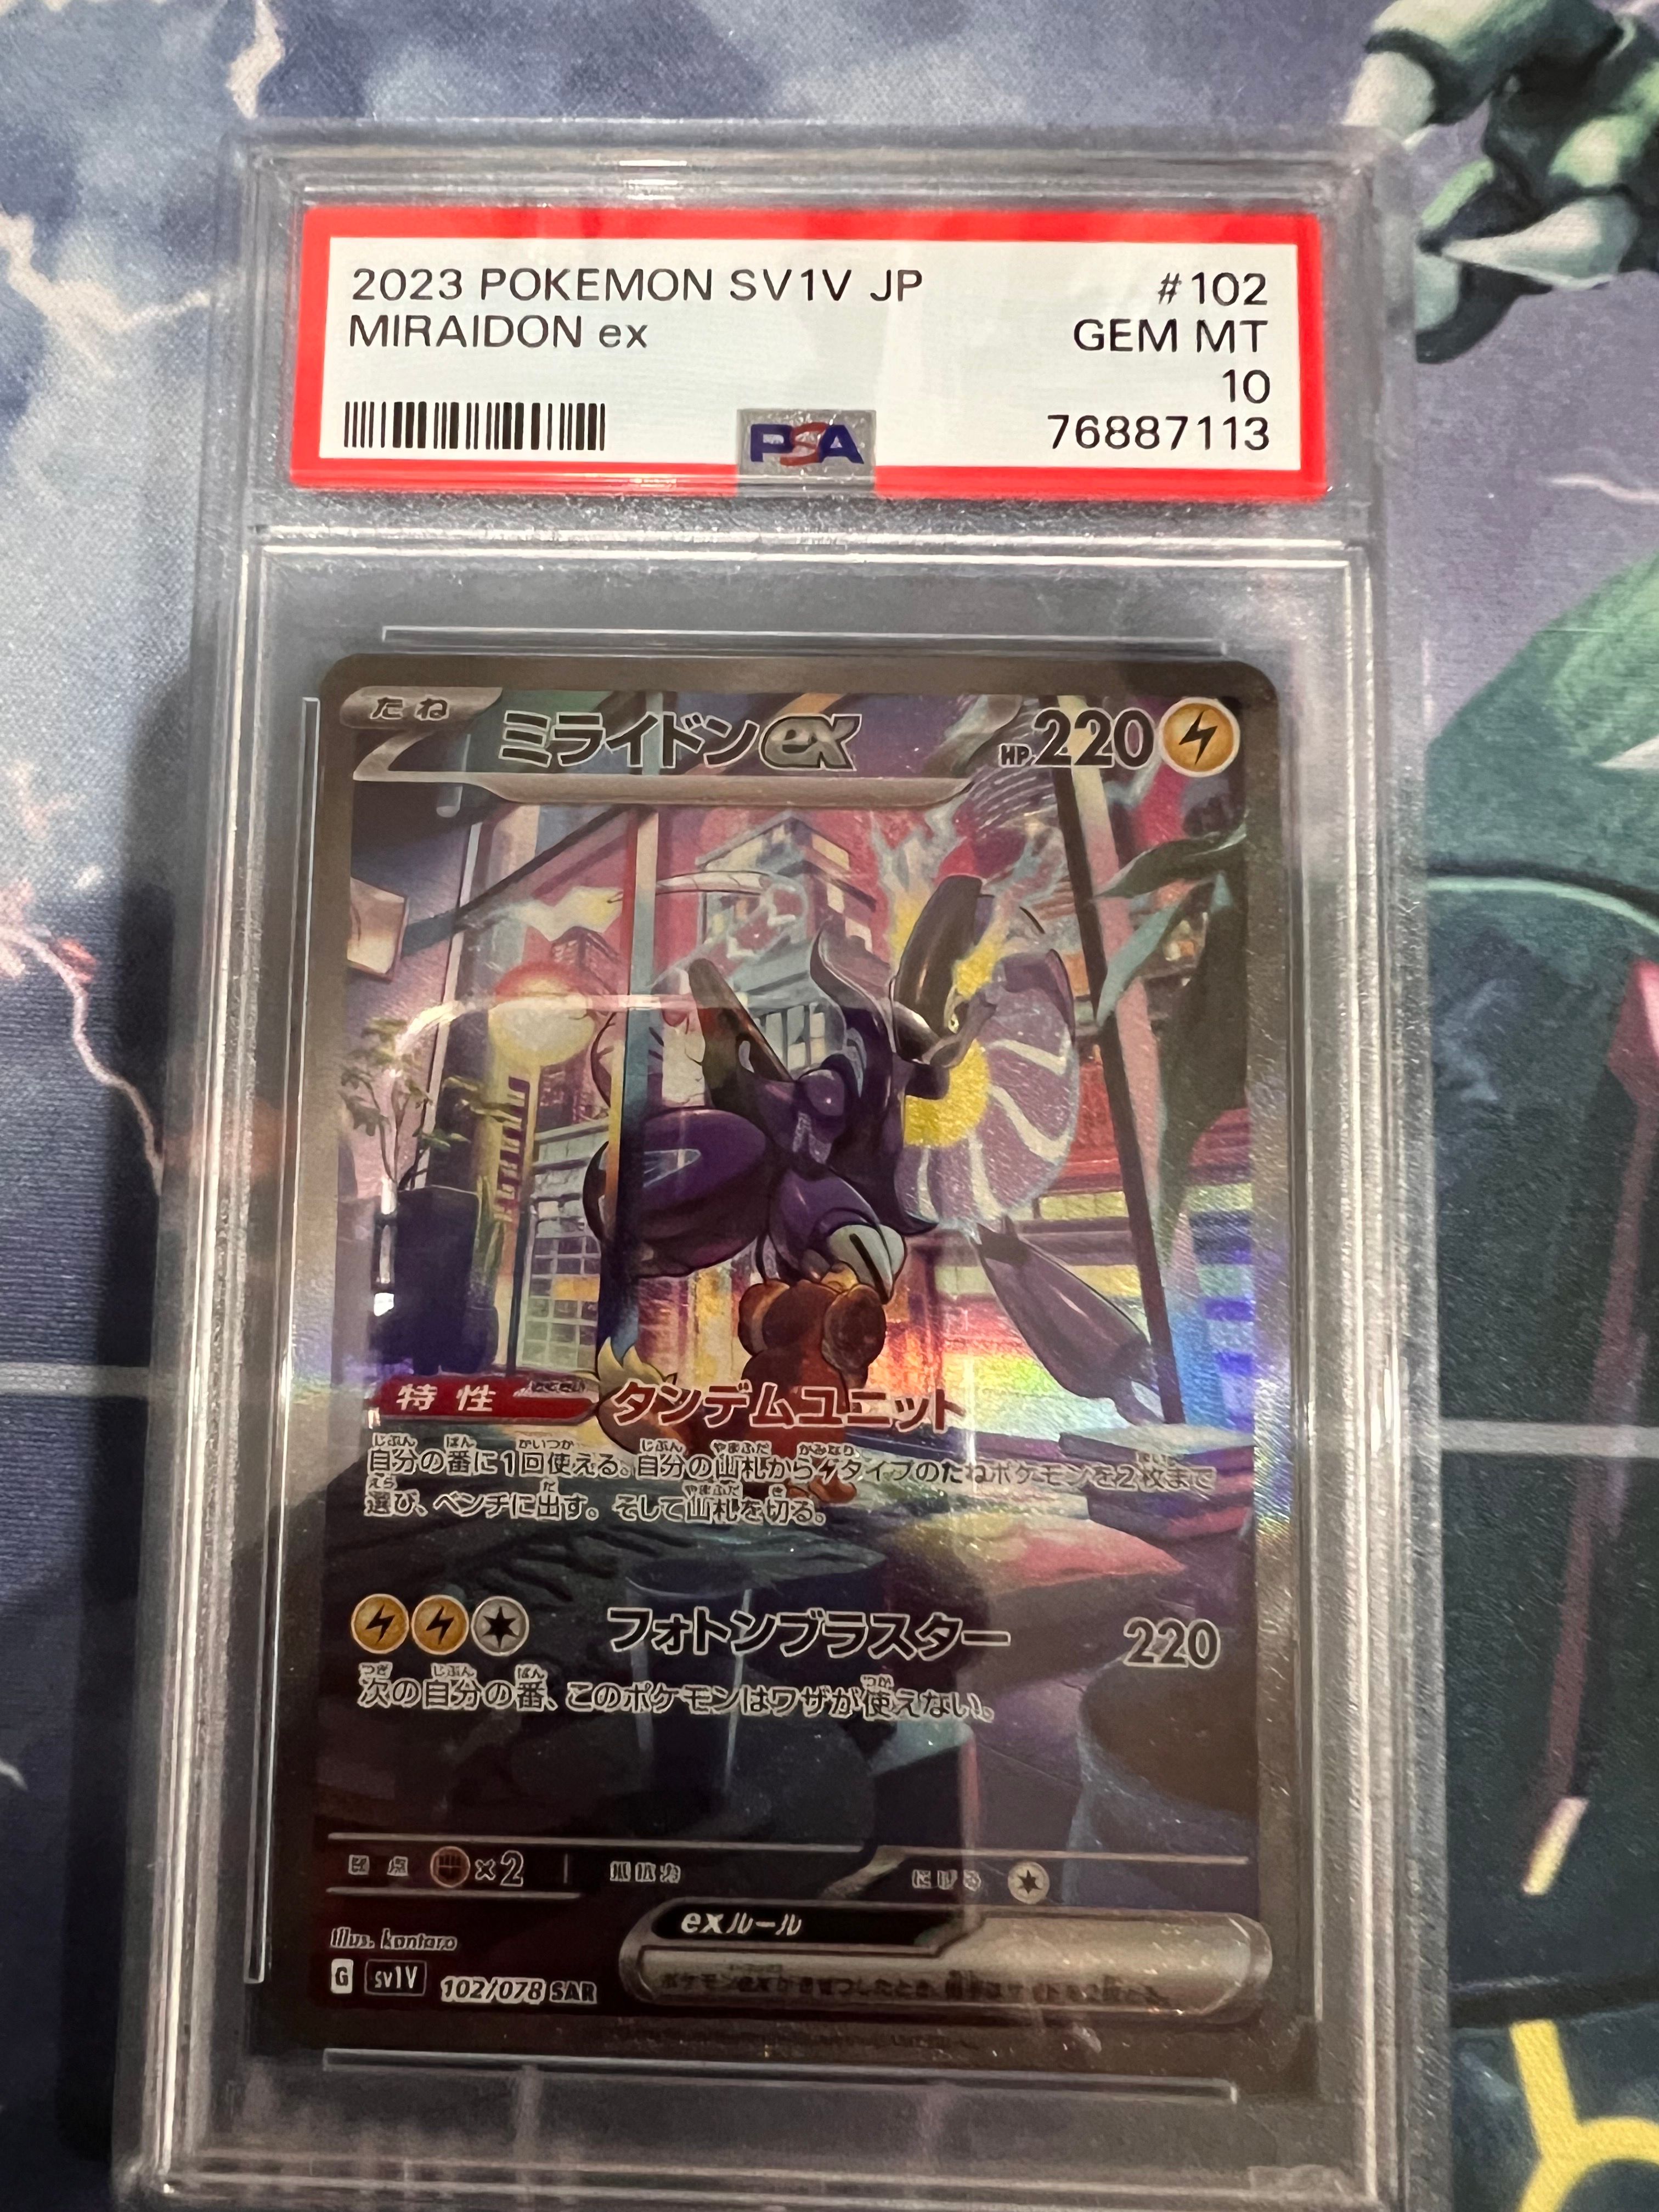 2023 POKEMON SV1V JP #102
MIRAIDON ex GEM MT
10
76887113
PSA
たね ミライドンex HP 220
特性 タンデムユニット
自分の番に1回使える。自分の山札からタイプのたねポケモンを2枚まで
選び、ベンチに出す。そして山札を切る。
フォトンブラスター 220
次の自分の番、このポケモンはワザが使えない。
弱点 ×2 抵抗力 にげる
Illus. kantaro
exルール
G sv1V 102/078 SAR